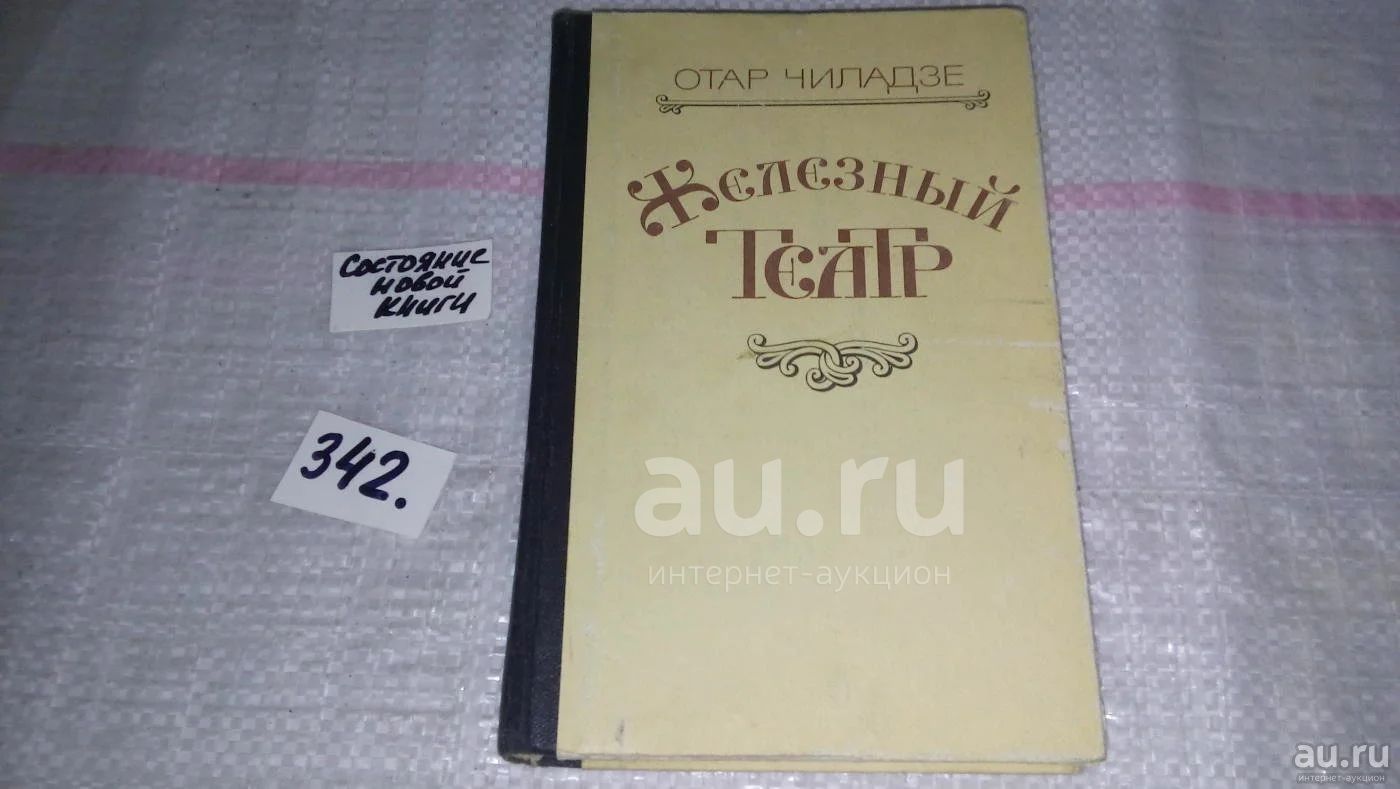 ОТАР ЧИЛАДЗЕ
Железный
Театр
Состояние
новой
книги
342.
au.ru
интернет-аукцион
au.ru
интернет-аукцион